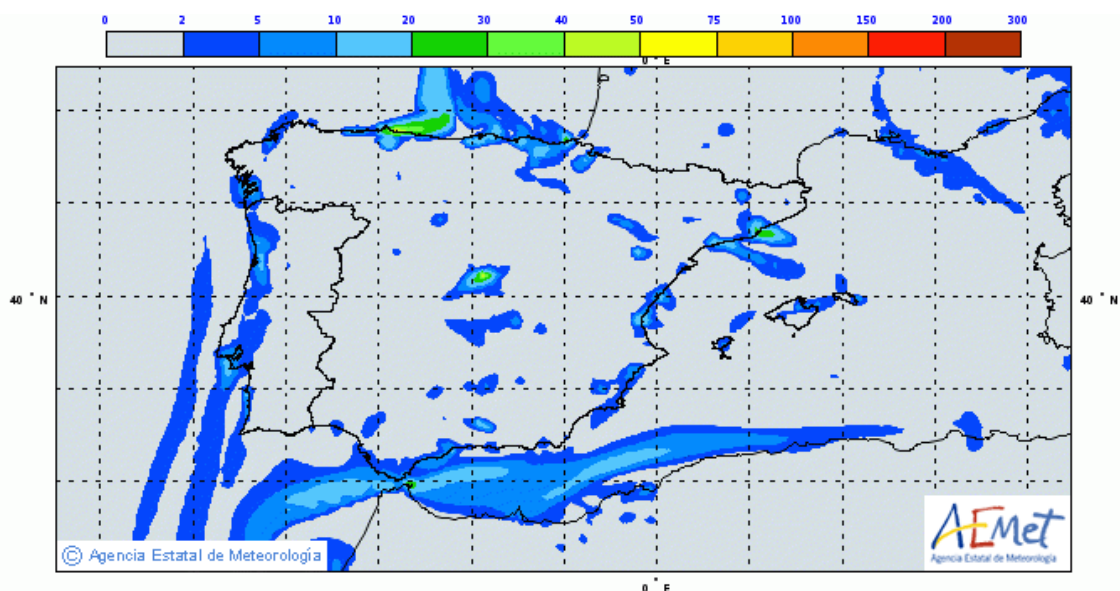 0 2 5 10 20 30 40 50 75 100 150 200 300
0 ° E
40 ° N 40 ° N
© Agencia Estatal de Meteorología
AEMet
Agencia Estatal de Meteorología
0 ° E